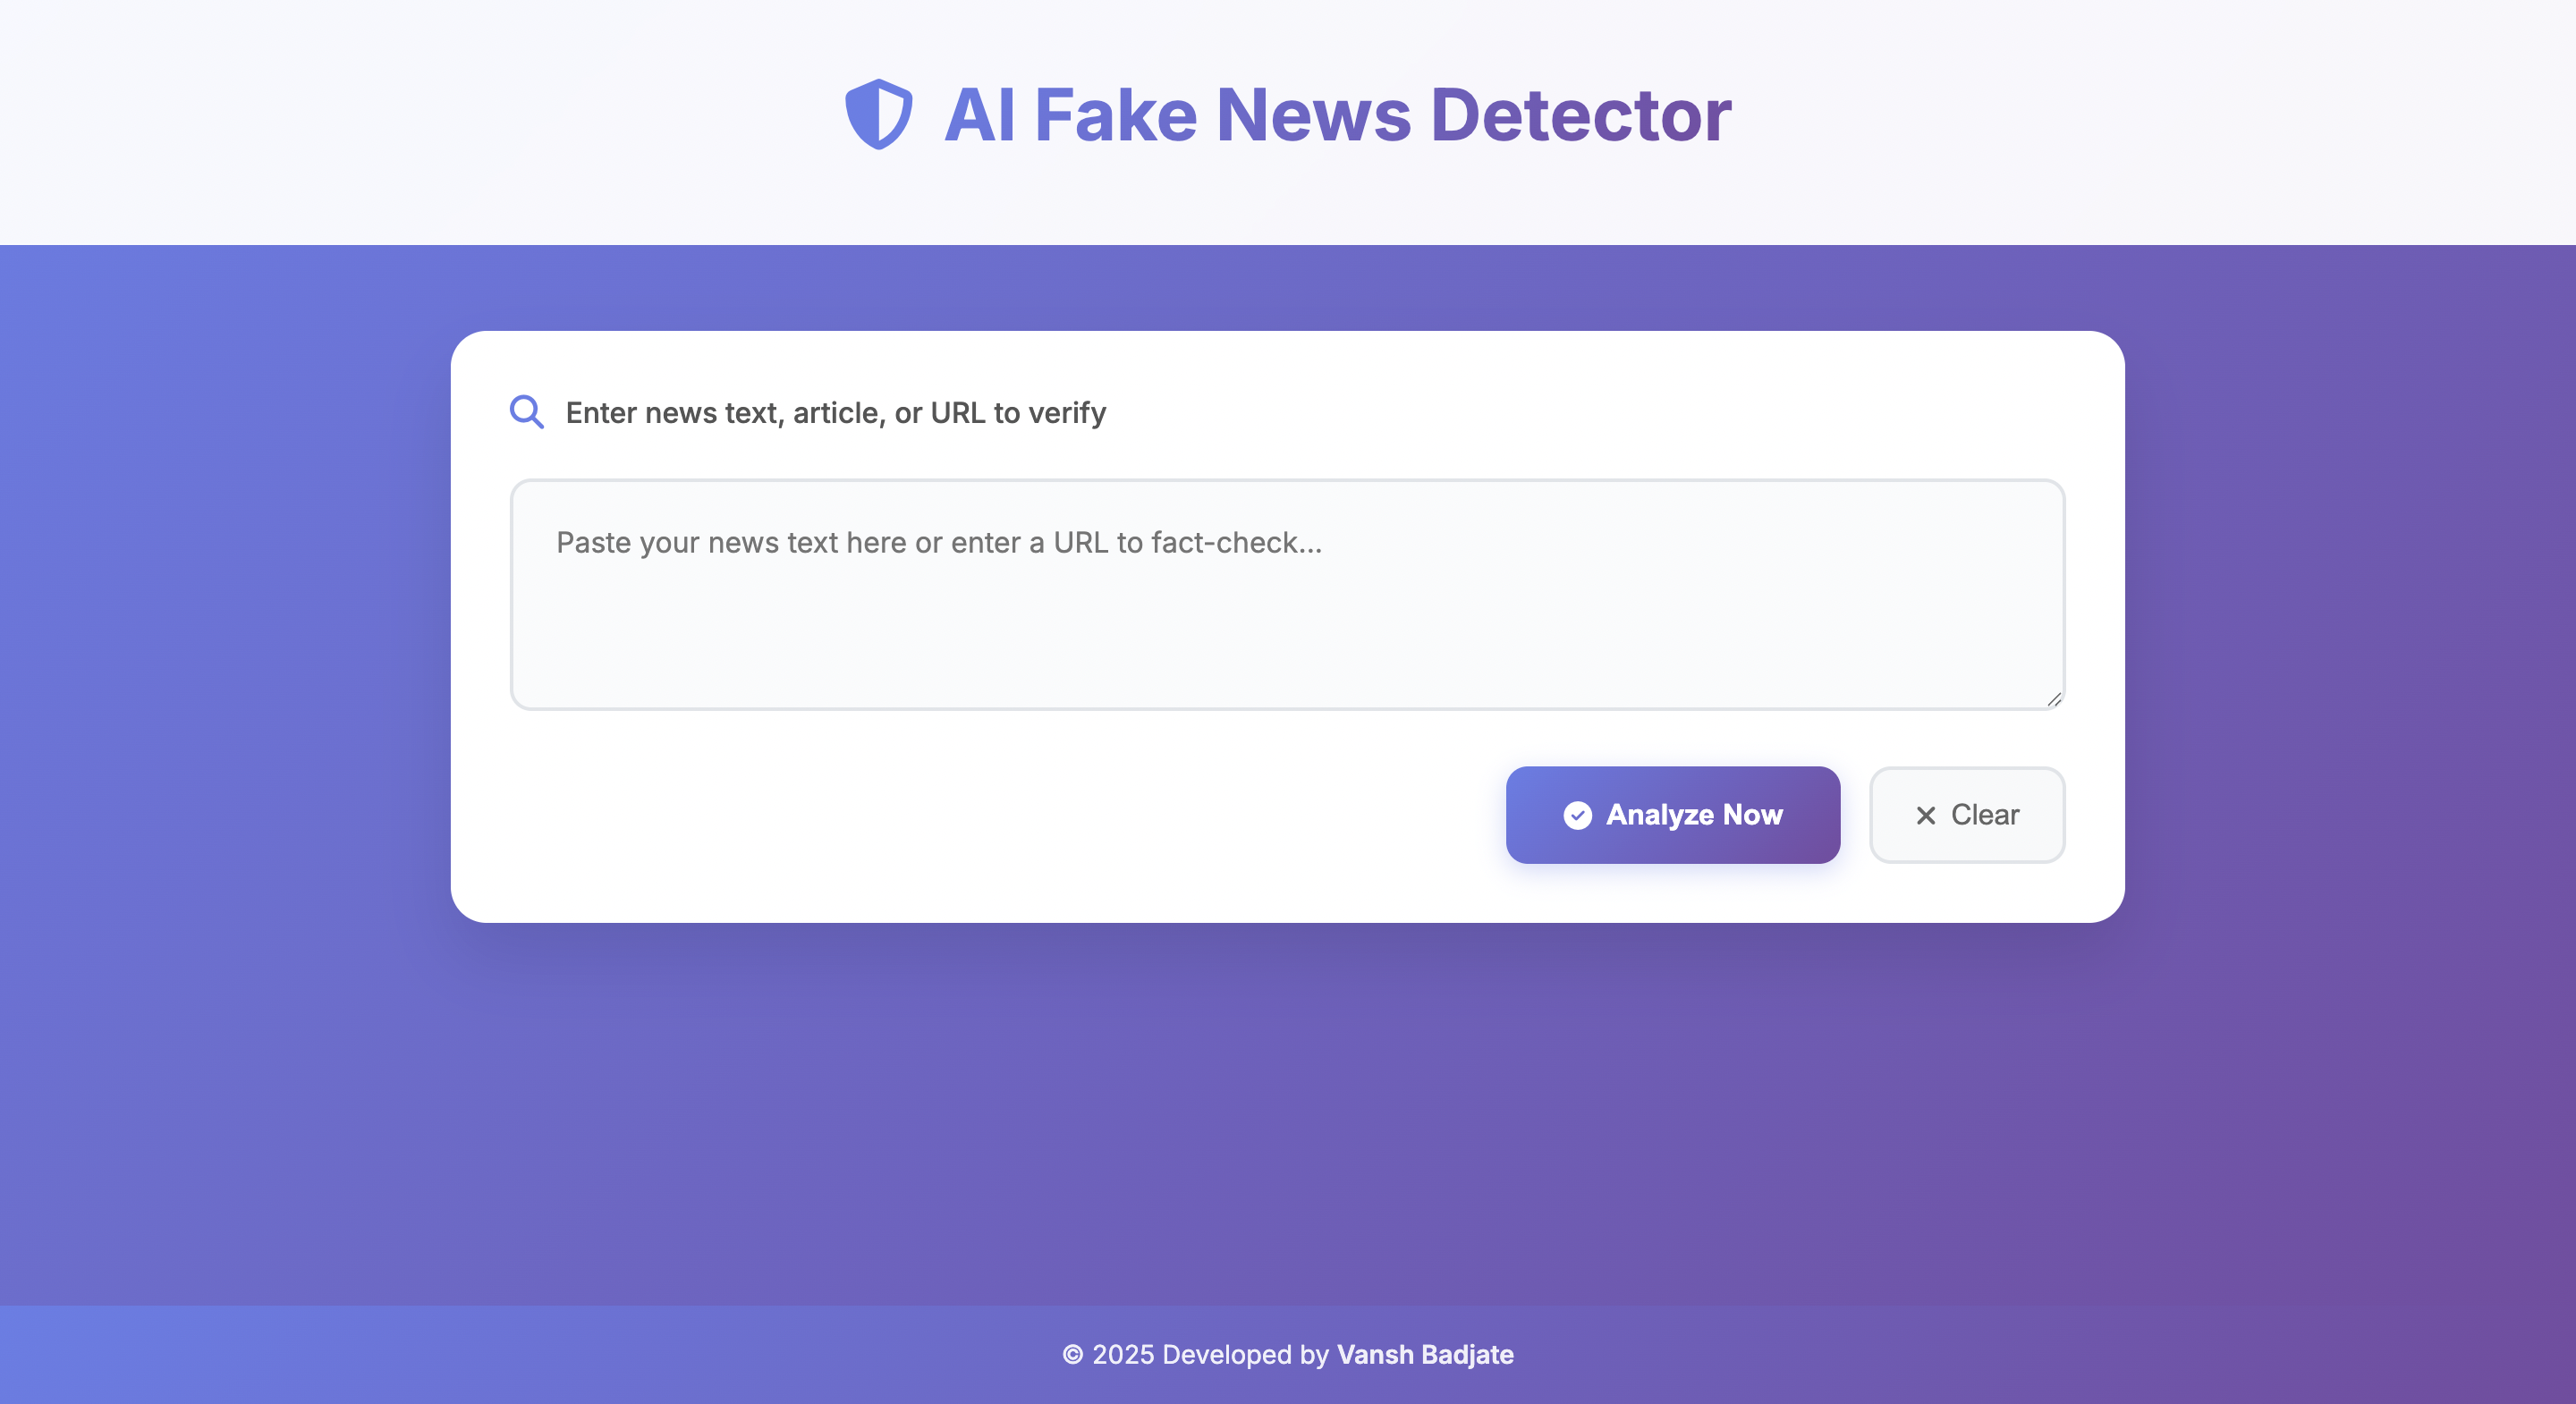 AI Fake News Detector
Enter news text, article, or URL to verify
Paste your news text here or enter a URL to fact-check...
Analyze Now
Clear
© 2025 Developed by Vansh Badjate